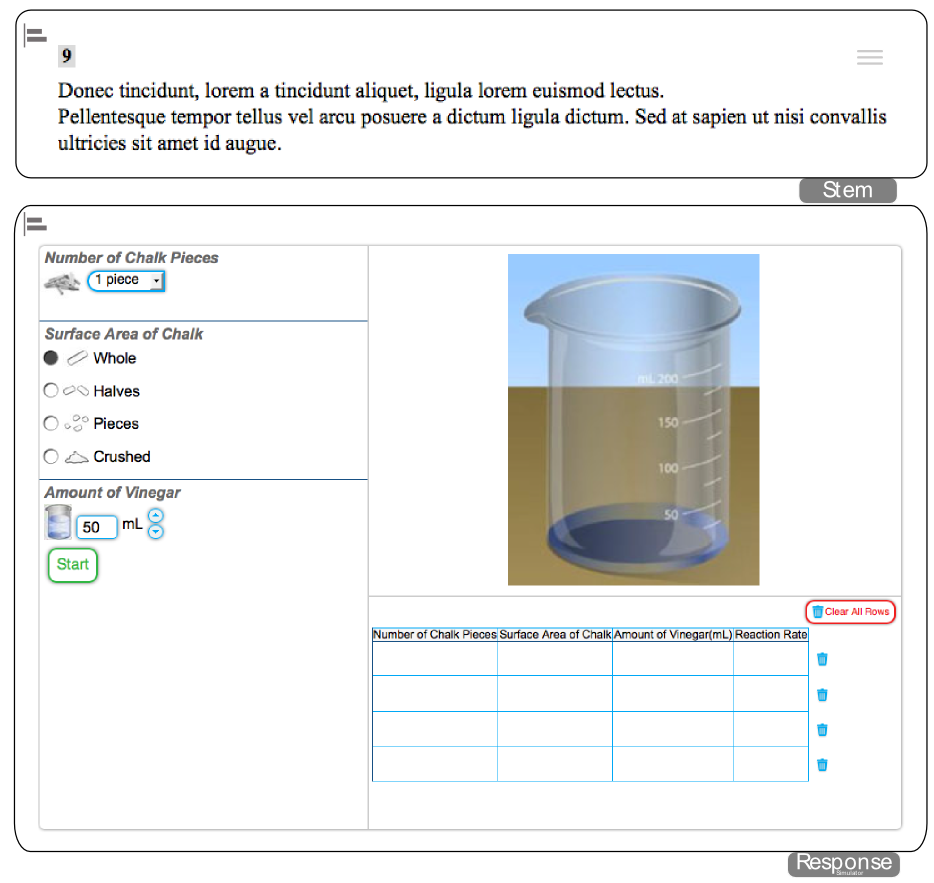 9
Donec tincidunt, lorem a tincidunt aliquet, ligula lorem euismod lectus.
Pellentesque tempor tellus vel arcu posuere a dictum ligula dictum. Sed at sapien ut nisi convallis
ultricies sit amet id augue.
Stem
Number of Chalk Pieces
1 piece
Surface Area of Chalk
Whole
Halves
Pieces
Crushed
Amount of Vinegar
50 mL
Start
mL 200
150
100
50
Clear All Rows
Number of Chalk Pieces Surface Area of Chalk Amount of Vinegar(mL) Reaction Rate
Response
Simulator